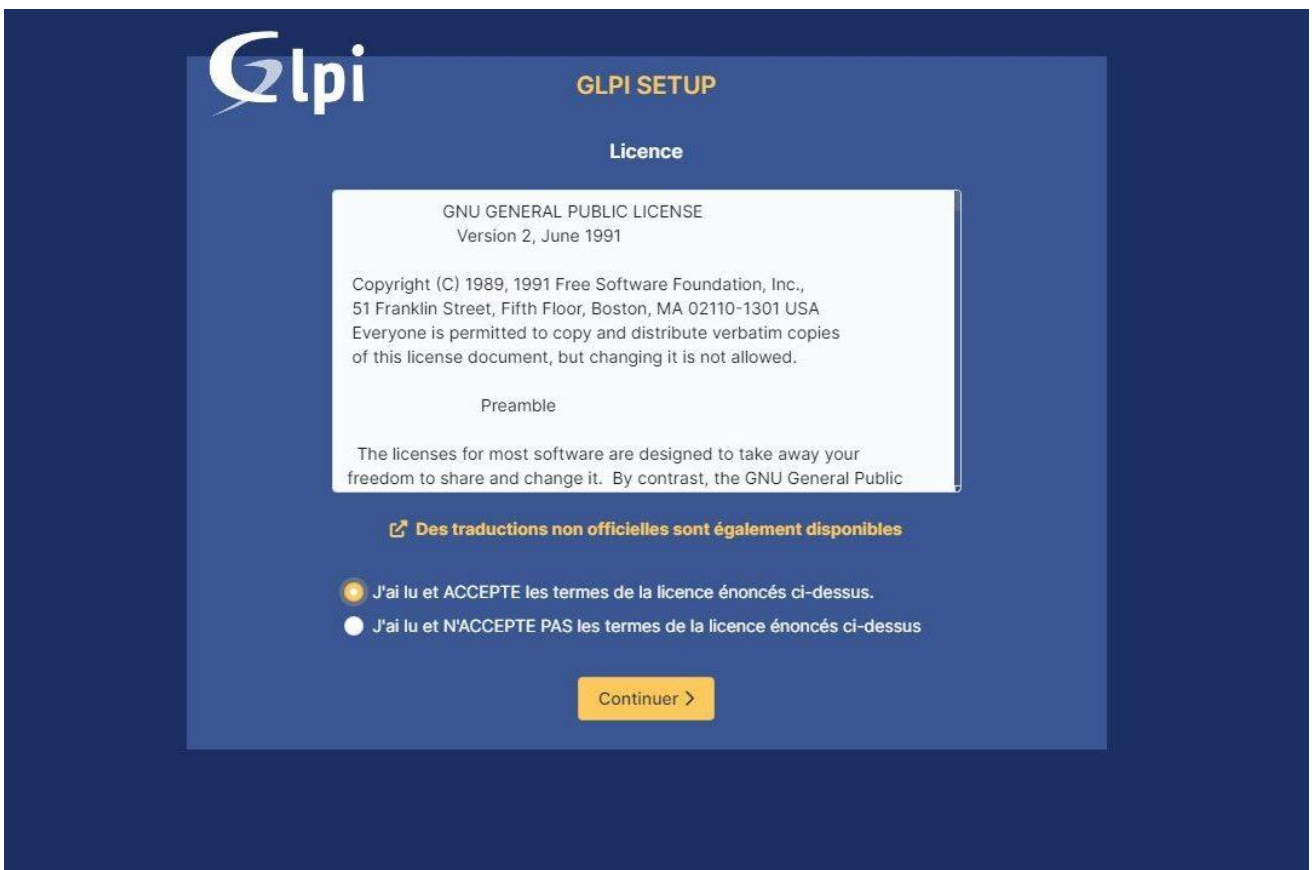 Glpi
GLPI SETUP
Licence
GNU GENERAL PUBLIC LICENSE
Version 2, June 1991
Copyright (C) 1989, 1991 Free Software Foundation, Inc.,
51 Franklin Street, Fifth Floor, Boston, MA 02110-1301 USA
Everyone is permitted to copy and distribute verbatim copies
of this license document, but changing it is not allowed.
Preamble
The licenses for most software are designed to take away your
freedom to share and change it.  By contrast, the GNU General Public
Des traductions non officielles sont également disponibles
J'ai lu et ACCEPTE les termes de la licence énoncés ci-dessus.
J'ai lu et N'ACCEPTE PAS les termes de la licence énoncés ci-dessus
Continuer >